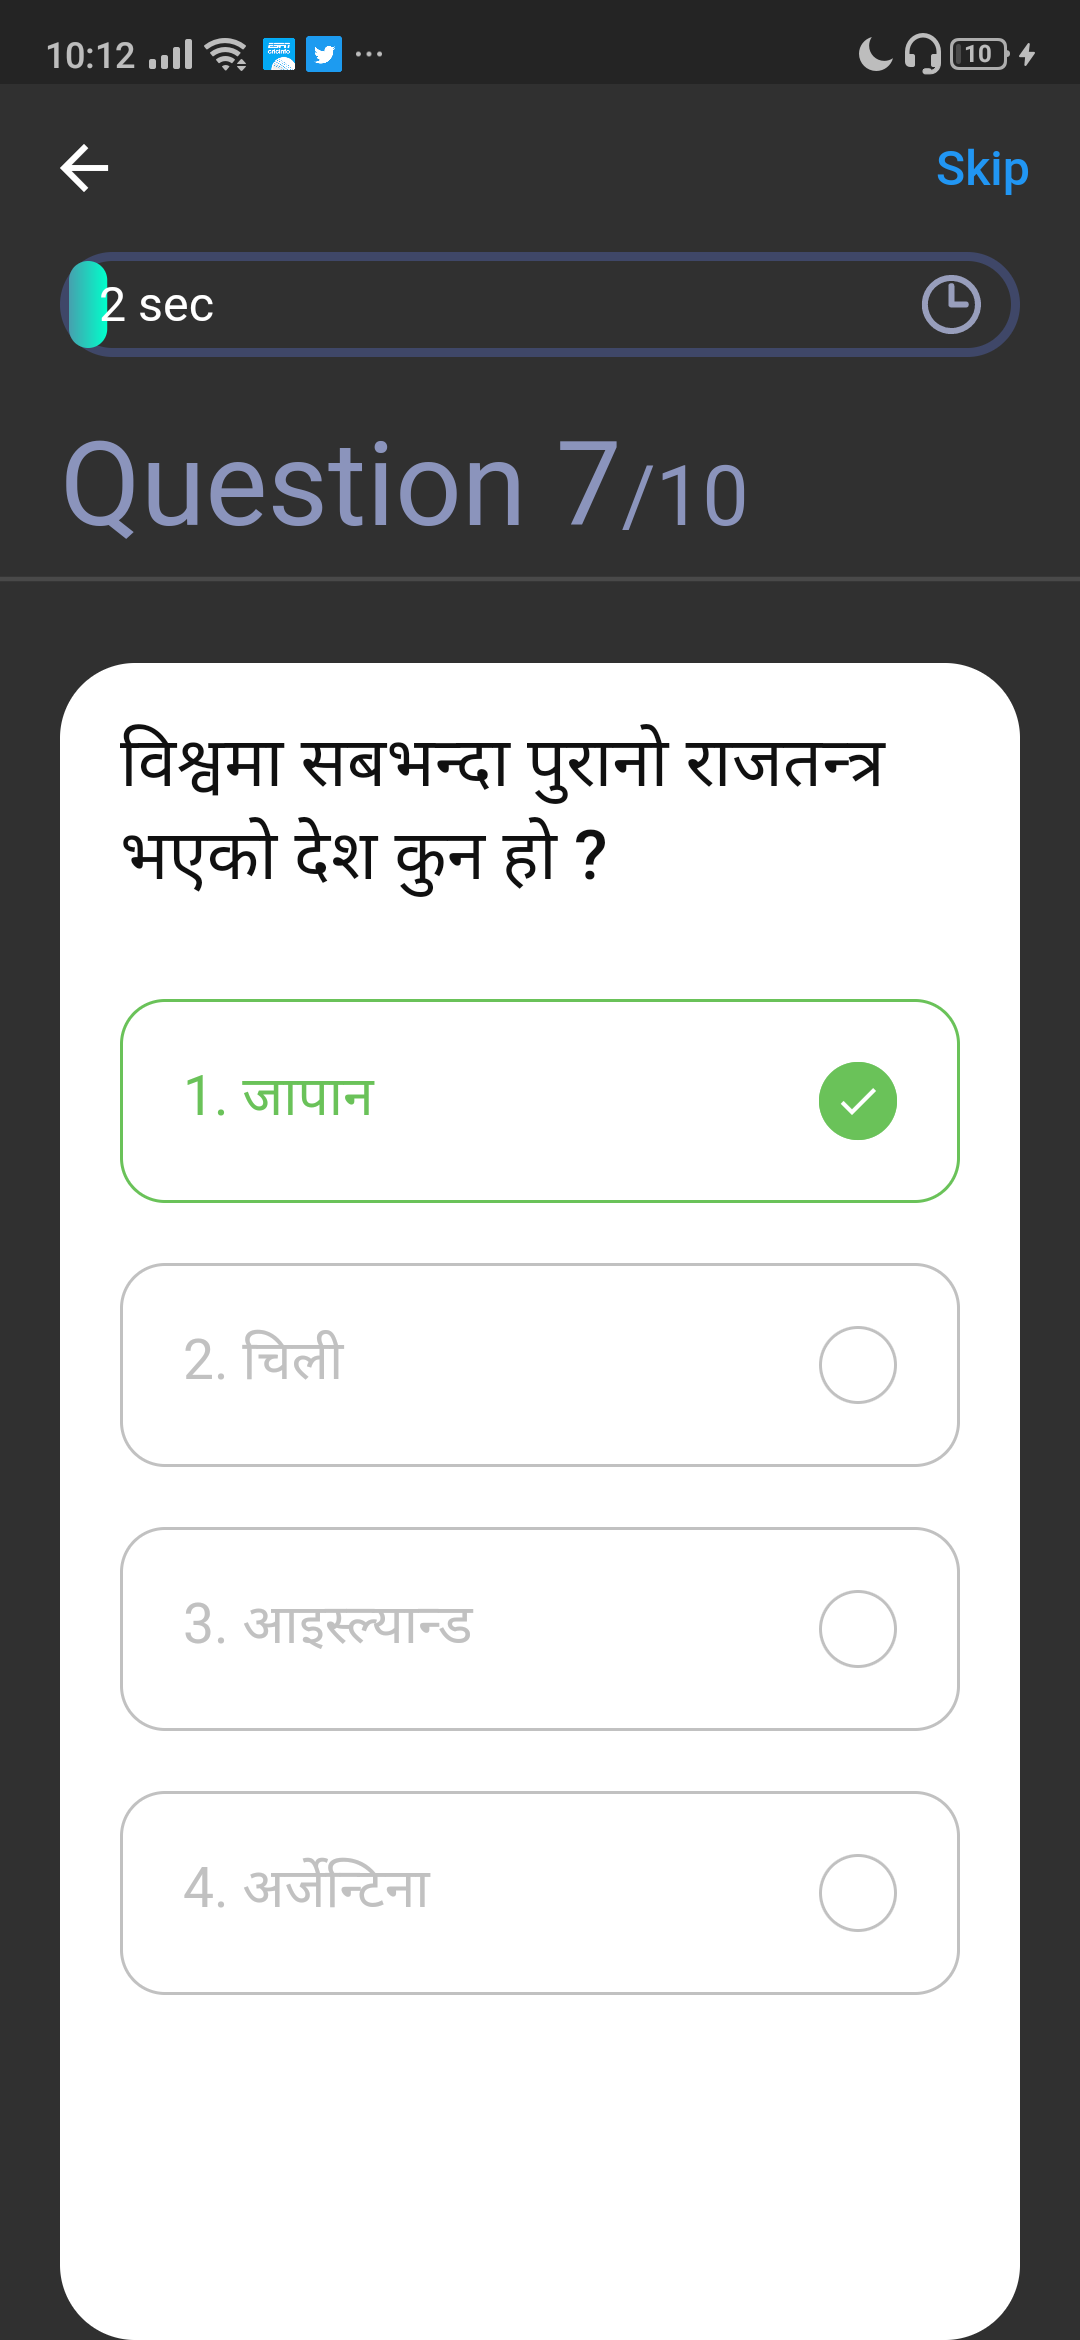 10:12
10
Skip
2 sec
Question 7/10
विश्वमा सबभन्दा पुरानो राजतन्त्र
भएको देश कुन हो ?
1. जापान
2. चिली
3. आइस्ल्यान्ड
4. अर्जेन्टिना